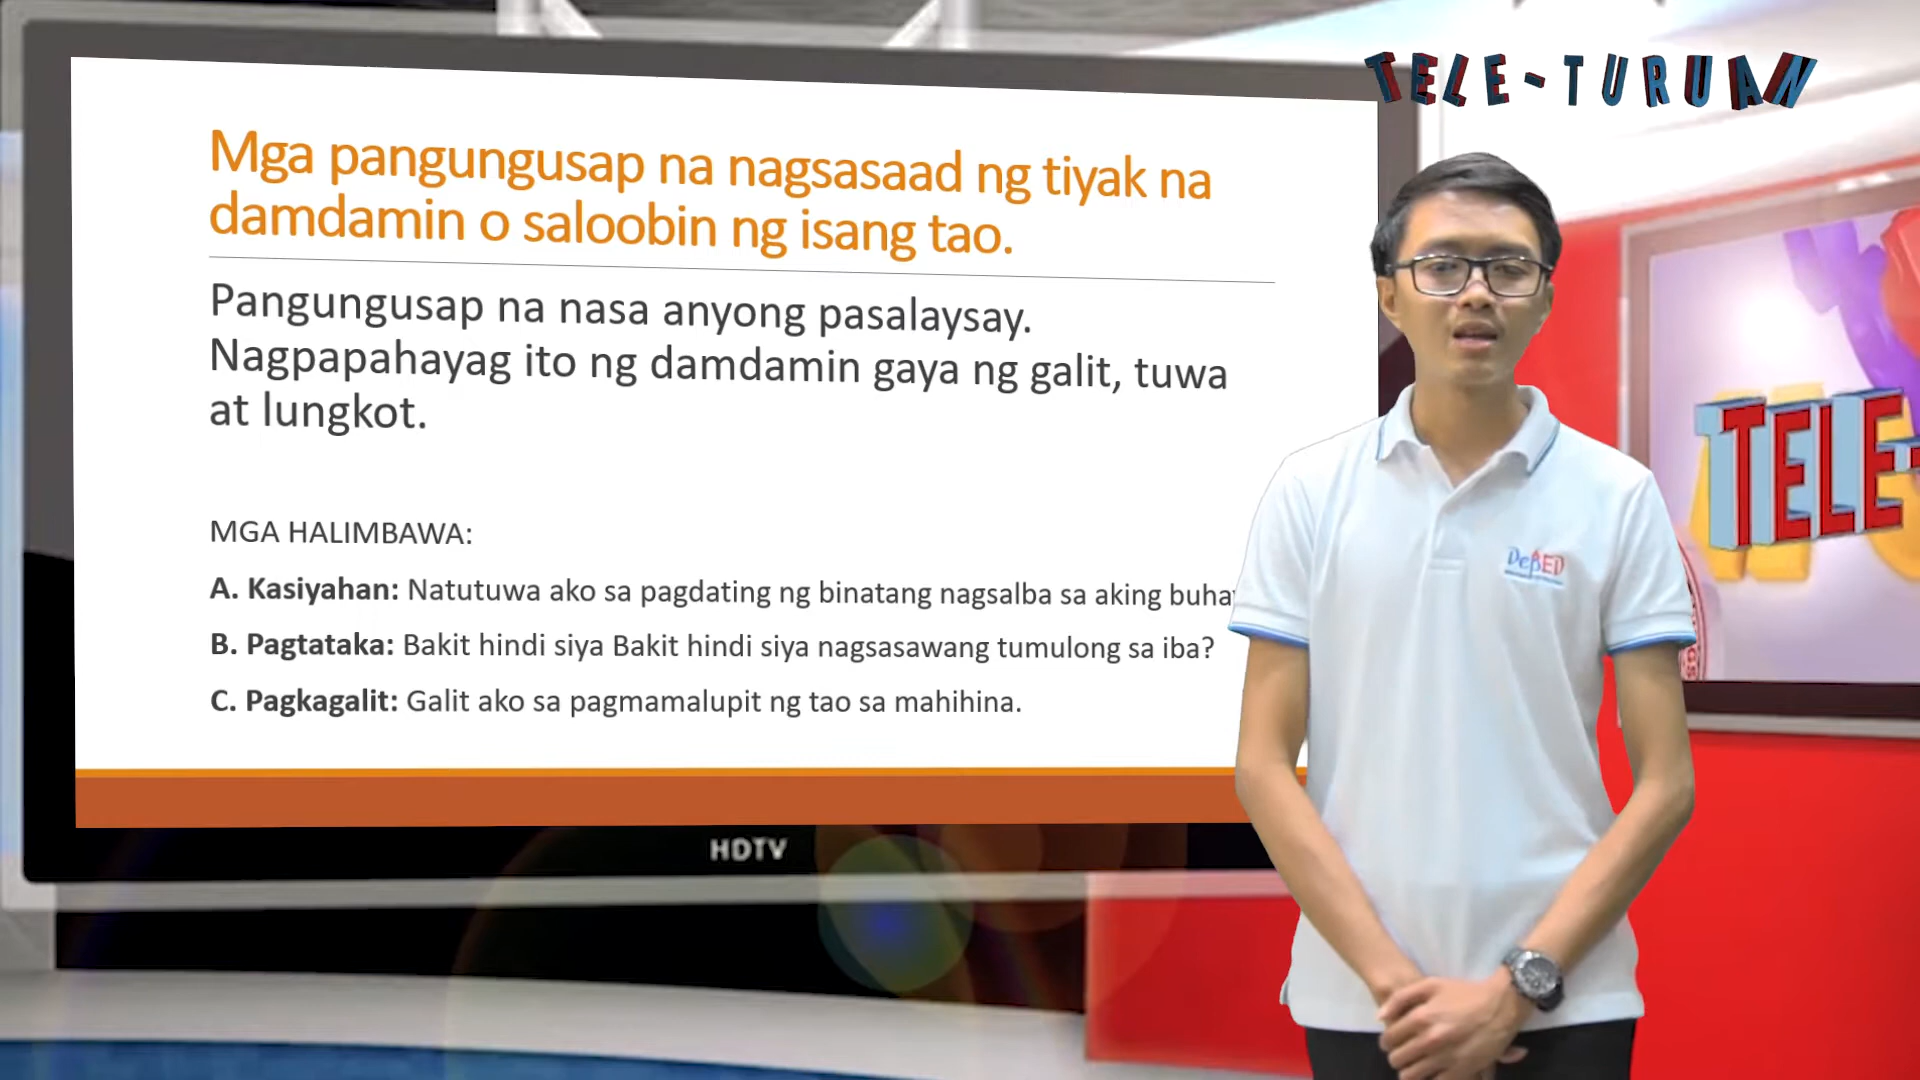 TELE-TURUAN
Mga pangungusap na nagsasaad ng tiyak na
damdamin o saloobin ng isang tao.
Pangungusap na nasa anyong pasalaysay.
Nagpapahayag ito ng damdamin gaya ng galit, tuwa
at lungkot.
MGA HALIMBAWA:
A. Kasiyahan: Natutuwa ako sa pagdating ng binatang nagsalba sa aking
B. Pagtataka: Bakit hindi siya Bakit hindi siya nagsasawang tumulong sa iba?
C. Pagkagalit: Galit ako sa pagmamalupit ng tao sa mahihina.
HDTV
DepED
TELE-